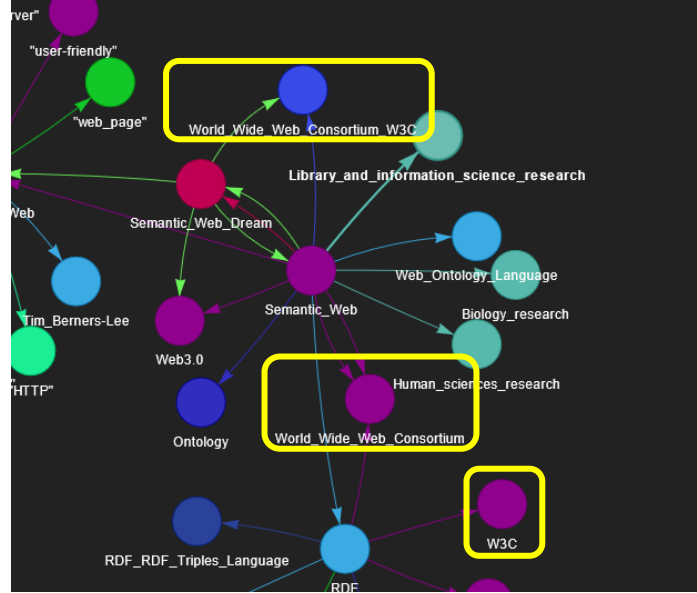 rver"
"user-friendly"
"web_page"
World_Wide_Web_Consortium_W3C
Library_and_information_science_research
Web
Semantic_Web_Dream
Web_Ontology_Language
Semantic_Web
Biology_research
Tim_Berners-Lee
Web3.0
"HTTP"
Human_sciences_research
Ontology
World_Wide_Web_Consortium
W3C
RDF_RDF_Triples_Language
RDF